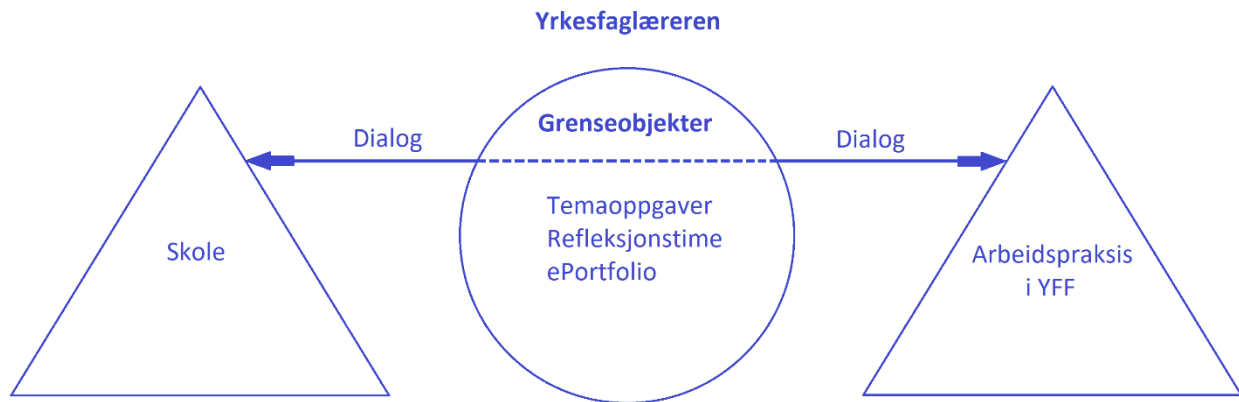 Yrkesfaglæreren
Grenseobjekter
Dialog
Dialog
Temaoppgaver
Refleksjonstime
ePortfolio
Skole
Arbeidspraksis
i YFF